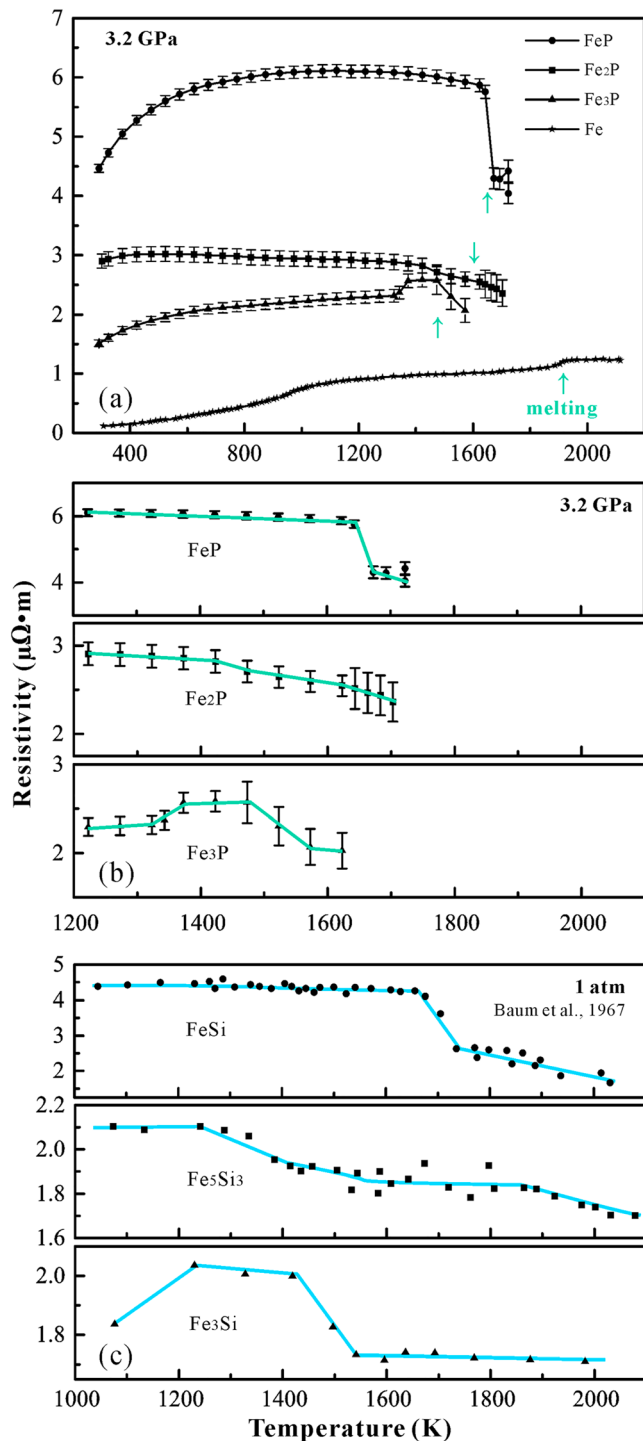 7
6
5
4
3
2
1
0
3.2 GPa
FeP
Fe2P
Fe3P
Fe
(a)
melting
400
800
1200
1600
2000
Resistivity (μΩ•m)
6
4
3.2 GPa
FeP
3
2
Fe2P
3
2
Fe3P
(b)
1200
1400
1600
1800
2000
5
4
3
2
1 atm
Baum et al., 1967
FeSi
2.2
2.0
1.8
1.6
Fe5Si3
2.0
1.8
Fe3Si
(c)
1000
1200
1400
1600
1800
2000
Temperature (K)